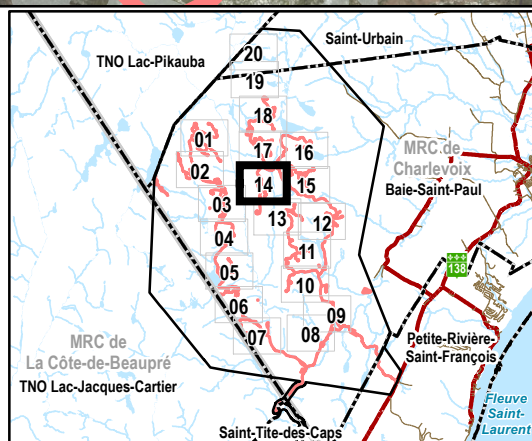 20
Saint-Urbain
TNO Lac-Pikauba
19
18
01
17
16
MRC de
Charlevoix
02
14
15
Baie-Saint-Paul
03
13
12
04
11
138
05
10
06
09
07
08
MRC de
La Côte-de-Beaupré
TNO Lac-Jacques-Cartier
Petite-Rivière-
Saint-François
Fleuve
Saint-
Laurent
Saint-Tite-des-Caps